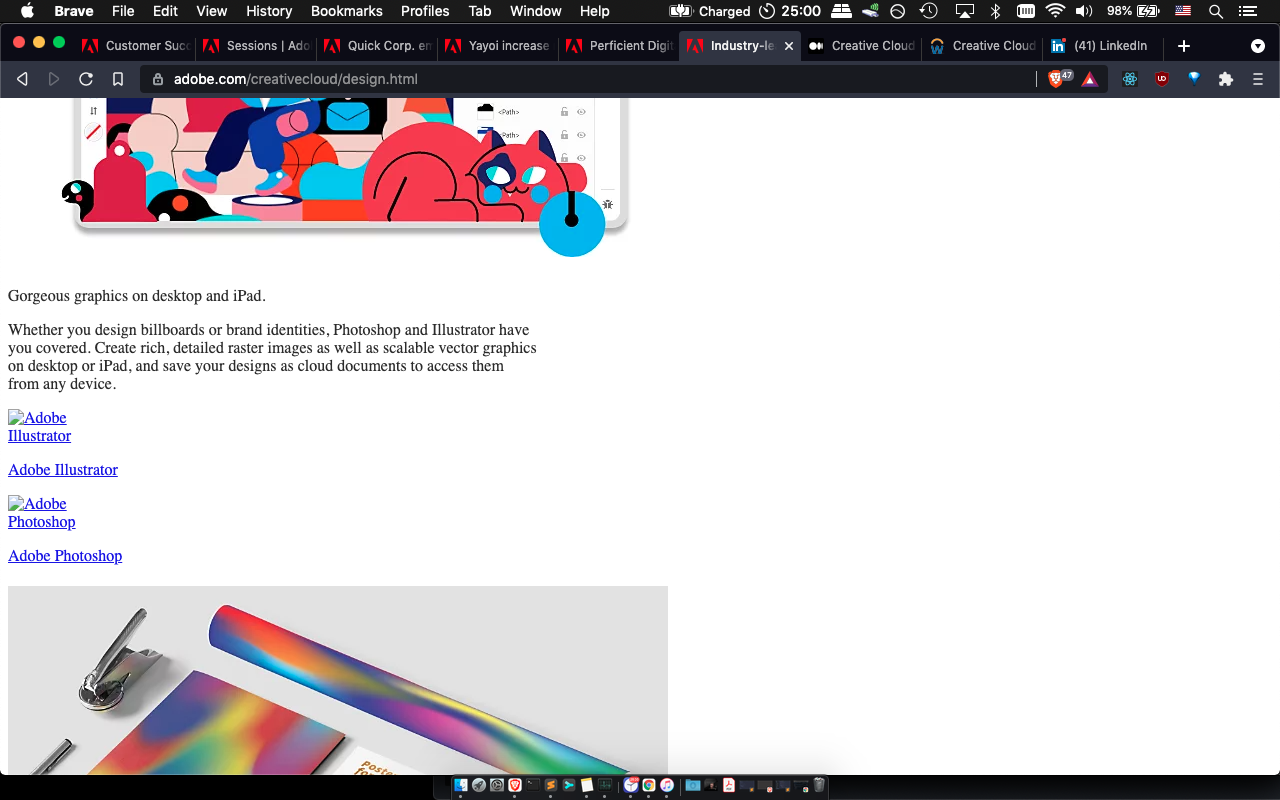 Brave File Edit View History Bookmarks Profiles Tab Window Help Charged 25:00 98%
Customer Succ Sessions | Ado Quick Corp. en Yayoi increase Perficient Digit Industry-le Creative Cloud Creative Cloud (41) LinkedIn
adobe.com/creativecloud/design.html 47
<Path>
<Path>
Gorgeous graphics on desktop and iPad.
Whether you design billboards or brand identities, Photoshop and Illustrator have
you covered. Create rich, detailed raster images as well as scalable vector graphics
on desktop or iPad, and save your designs as cloud documents to access them
from any device.
Adobe
Illustrator
Adobe Illustrator
Adobe
Photoshop
Adobe Photoshop
Poster